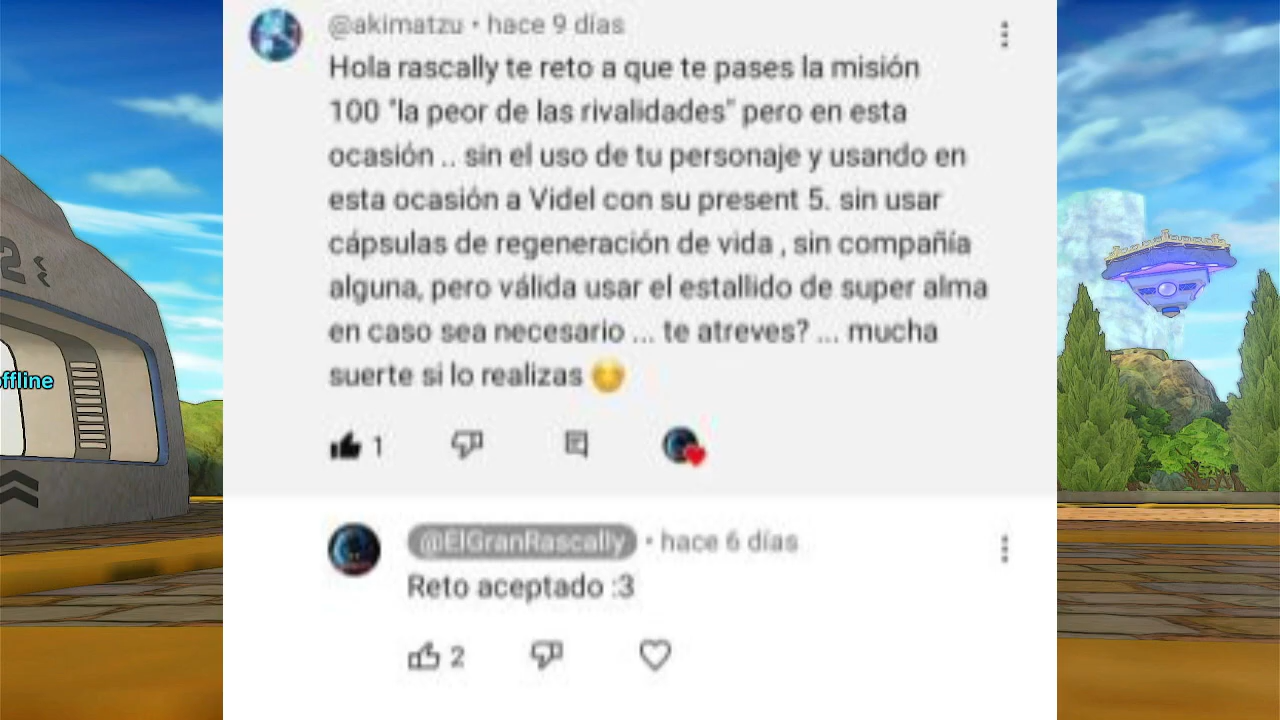 @akimatzu • hace 9 días
Hola rascally te reto a que te pases la misión
100 "la peor de las rivalidades" pero en esta
ocasión .. sin el uso de tu personaje y usando en
esta ocasión a Videl con su present 5. sin usar
cápsulas de regeneración de vida , sin compañía
alguna, pero válida usar el estallido de super alma
en caso sea necesario ... te atreves? ... mucha
suerte si lo realizas
1
@ElGranRascally • hace 6 días
Reto aceptado :3
2
2
ffline